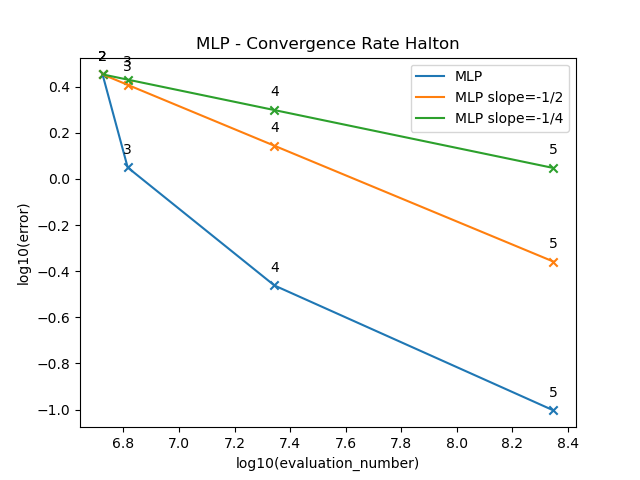 MLP - Convergence Rate Halton
log10(error)
0.4
0.2
0.0
−0.2
−0.4
−0.6
−0.8
−1.0
2
3
3
3
4
4
4
5
5
5
MLP
MLP slope=-1/2
MLP slope=-1/4
6.8 7.0 7.2 7.4 7.6 7.8 8.0 8.2 8.4
log10(evaluation_number)